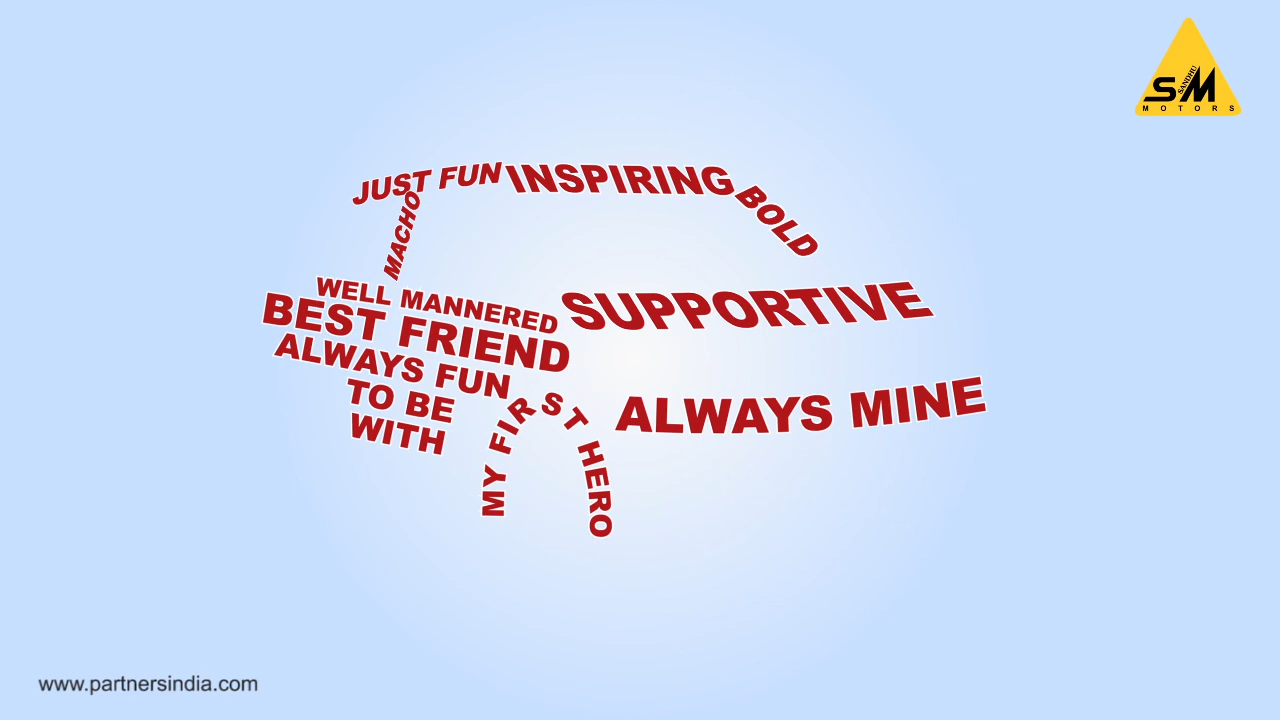 SANDHU
SM
MOTORS
JUST FUN
INSPIRING
BOLD
MACHO
WELL MANNERED
SUPPORTIVE
BEST FRIEND
ALWAYS FUN
TO BE
WITH
MY FIRST HERO
ALWAYS MINE
www.partnersindia.com